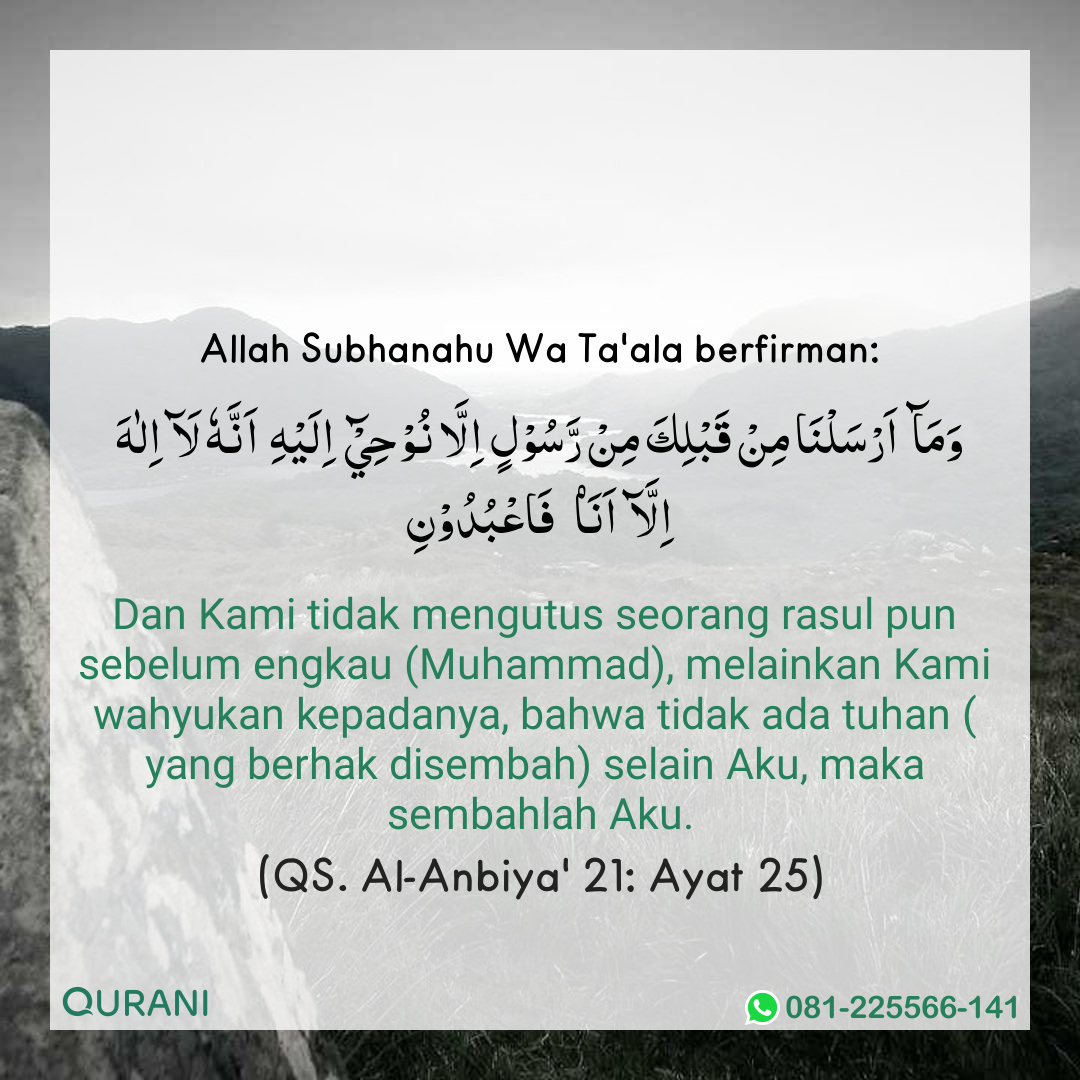 Allah Subhanahu Wa Ta'ala berfirman:
وَمَاۤ اَرْسَلْنَا مِنْ قَبْلِكَ مِنْ رَّسُوْلٍ اِلَّا نُوْحِيْۤ اِلَيْهِ اَنَّهٗ لَاۤ اِلٰهَ
اِلَّاۤ اَنَاۡ فَاعْبُدُوْنِ
Dan Kami tidak mengutus seorang rasul pun
sebelum engkau (Muhammad), melainkan Kami
wahyukan kepadanya, bahwa tidak ada tuhan (
yang berhak disembah) selain Aku, maka
sembahlah Aku.
(QS. Al-Anbiya' 21: Ayat 25)
QURANI
081-225566-141